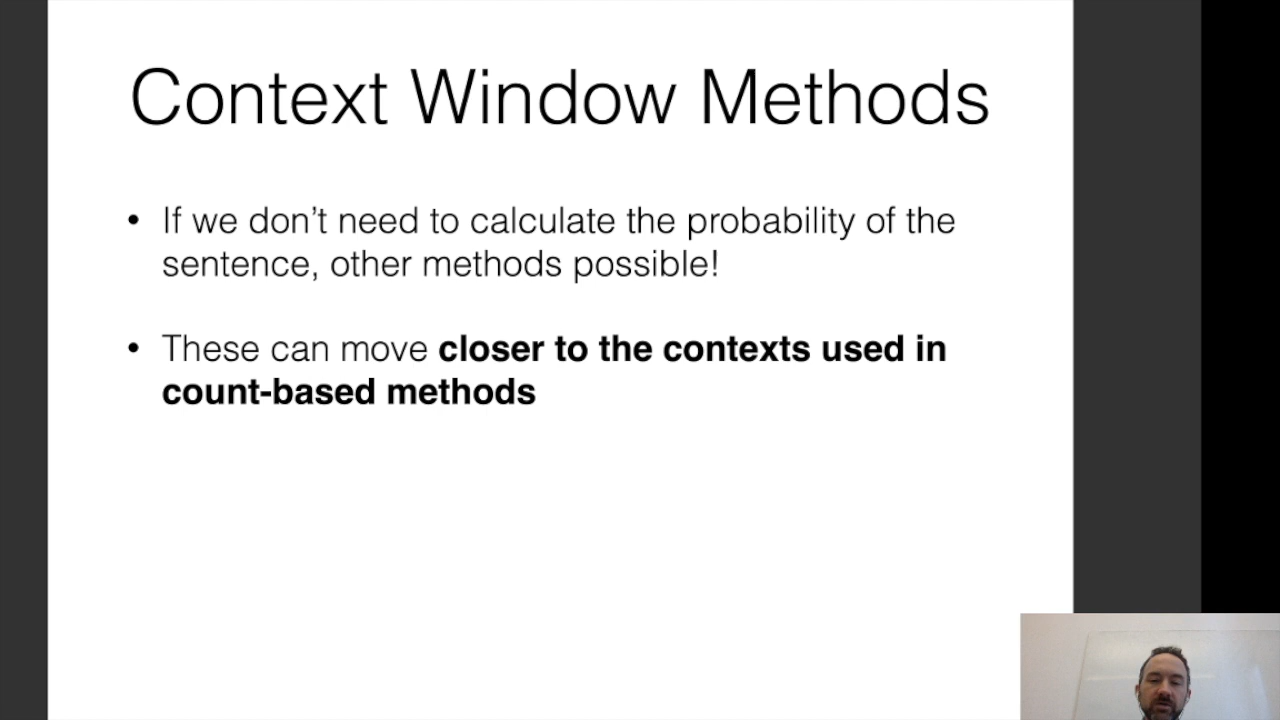 Context Window Methods
• If we don’t need to calculate the probability of the
sentence, other methods possible!
• These can move closer to the contexts used in
count-based methods